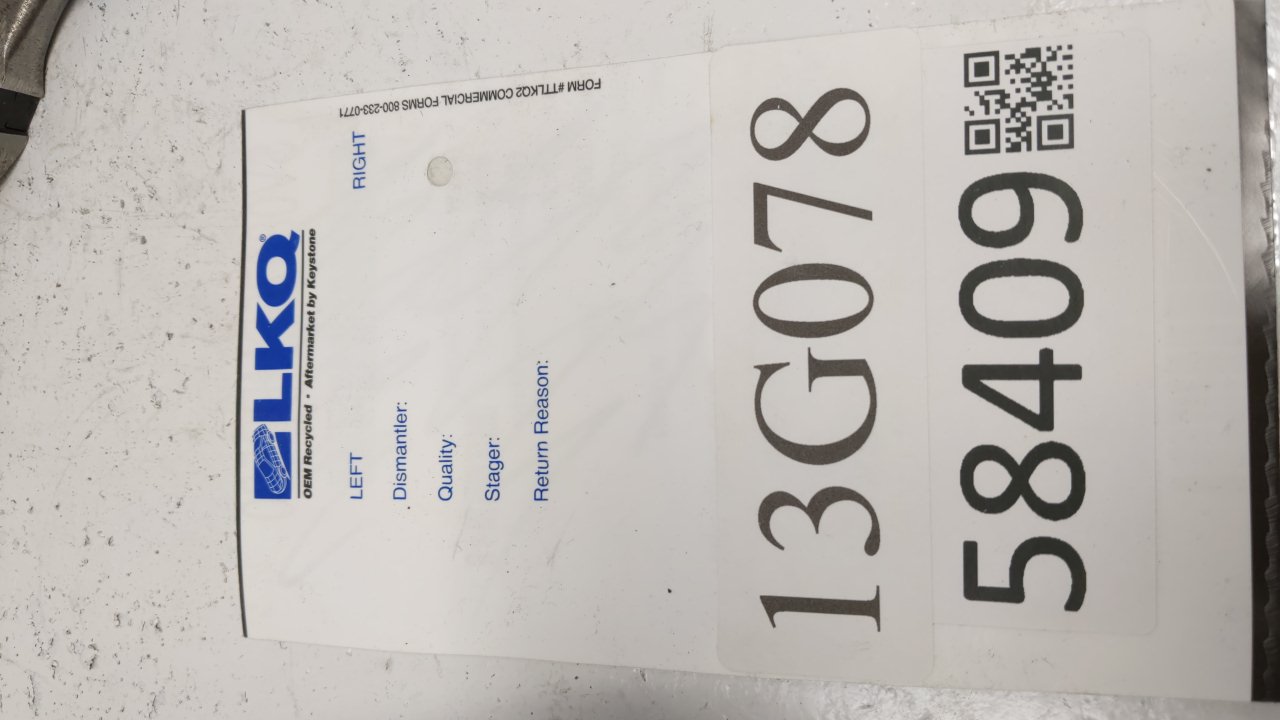 LKQ®
OEM Recycled • Aftermarket by Keystone
LEFT RIGHT
Dismantler:
Quality:
Stager:
Return Reason:
FORM #TTLKQ2 COMMERCIAL FORMS 800-233-0771
13G078
58409